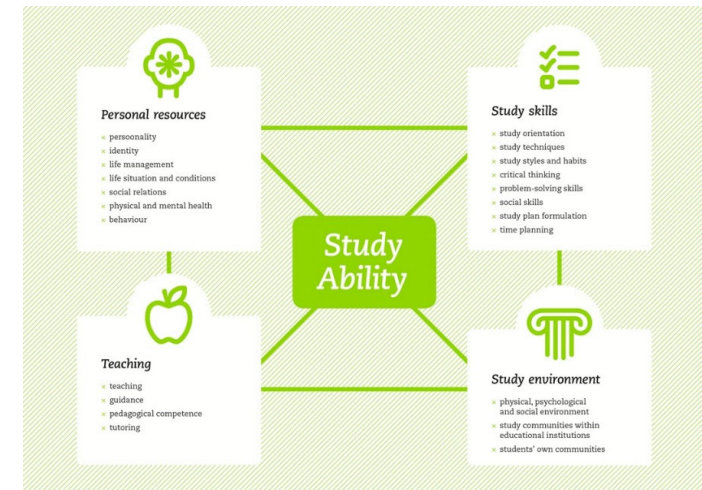 Personal resources
× persoonality
× identity
× life management
× life situation and conditions
× social relations
× physical and mental health
× behaviour
Study skills
× study orientation
× study techniques
× study styles and habits
× critical thinking
× problem-solving skills
× social skills
× study plan formulation
× time planning
Study
Ability
Teaching
× teaching
× guidance
× pedagogical competence
× tutoring
Study environment
× physical, psychological
and social environment
× study communities within
educational institutions
× students' own communities